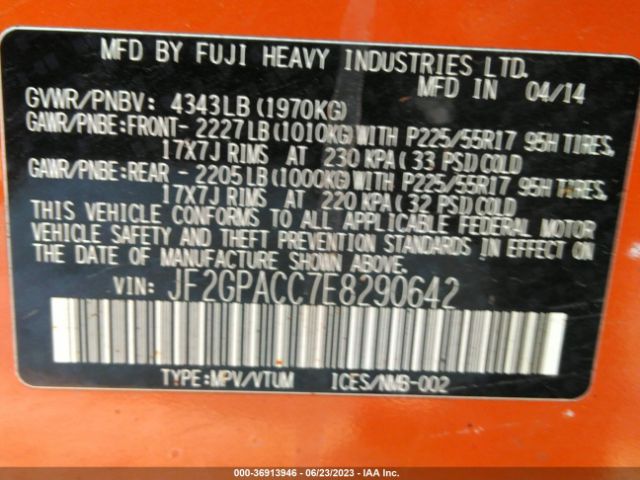 MFD BY FUJI HEAVY INDUSTRIES LTD.
MFD IN 04/14
GVWR/PNBV: 4343LB (1970KG)
GAWR/PNBE:FRONT- 2227LB(1010KG)WITH P225/55R17 95H TIRES,
17X7J RIMS AT 230 KPA( 33 PSI)COLD
GAWR/PNBE:REAR - 2205LB(1000KG)WITH P225/55R17 95H TIRES,
17X7J RIMS AT 220 KPA( 32 PSI)COLD
THIS VEHICLE CONFORMS TO ALL APPLICABLE FEDERAL MOTOR
VEHICLE SAFETY AND THEFT PREVENTION STANDARDS IN EFFECT ON
THE DATE OF MANUFACTURE SHOWN ABOVE.
VIN: JF2GPACC7E8290642
TYPE:MPV/VTUM ICES/NMB-002
000-36913946 - 06/23/2023 - IAA Inc.